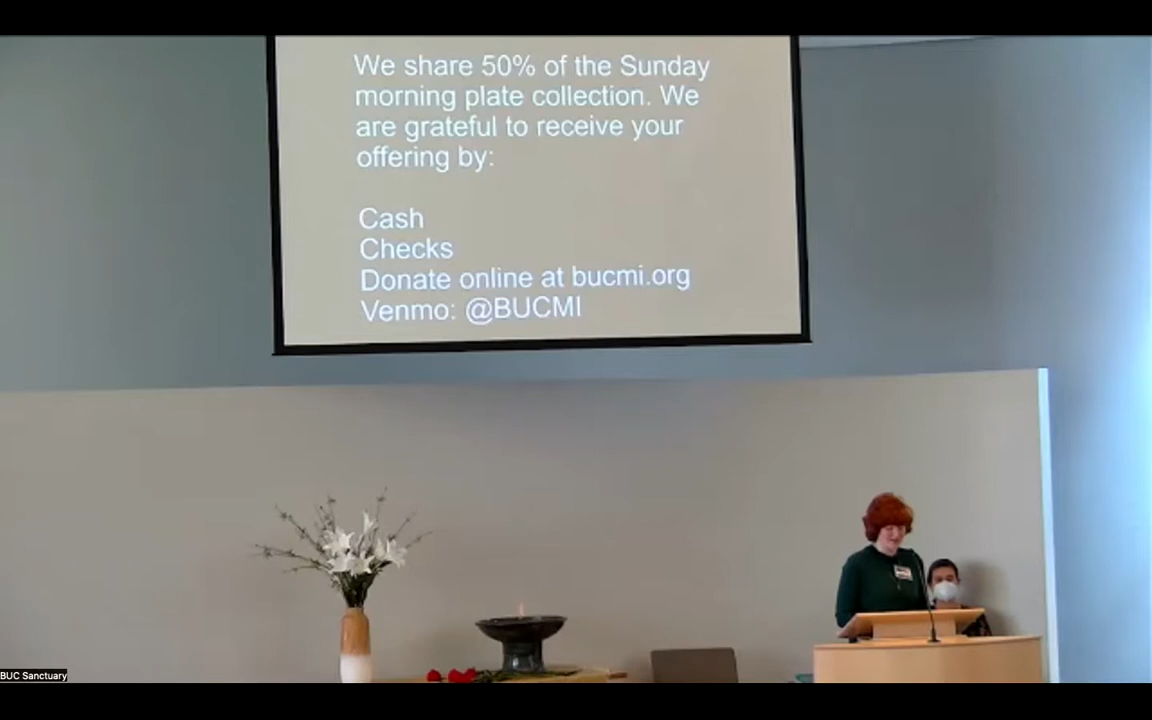 We share 50% of the Sunday
morning plate collection. We
are grateful to receive your
offering by:
Cash
Checks
Donate online at bucmi.org
Venmo: @BUCMI
BUC Sanctuary